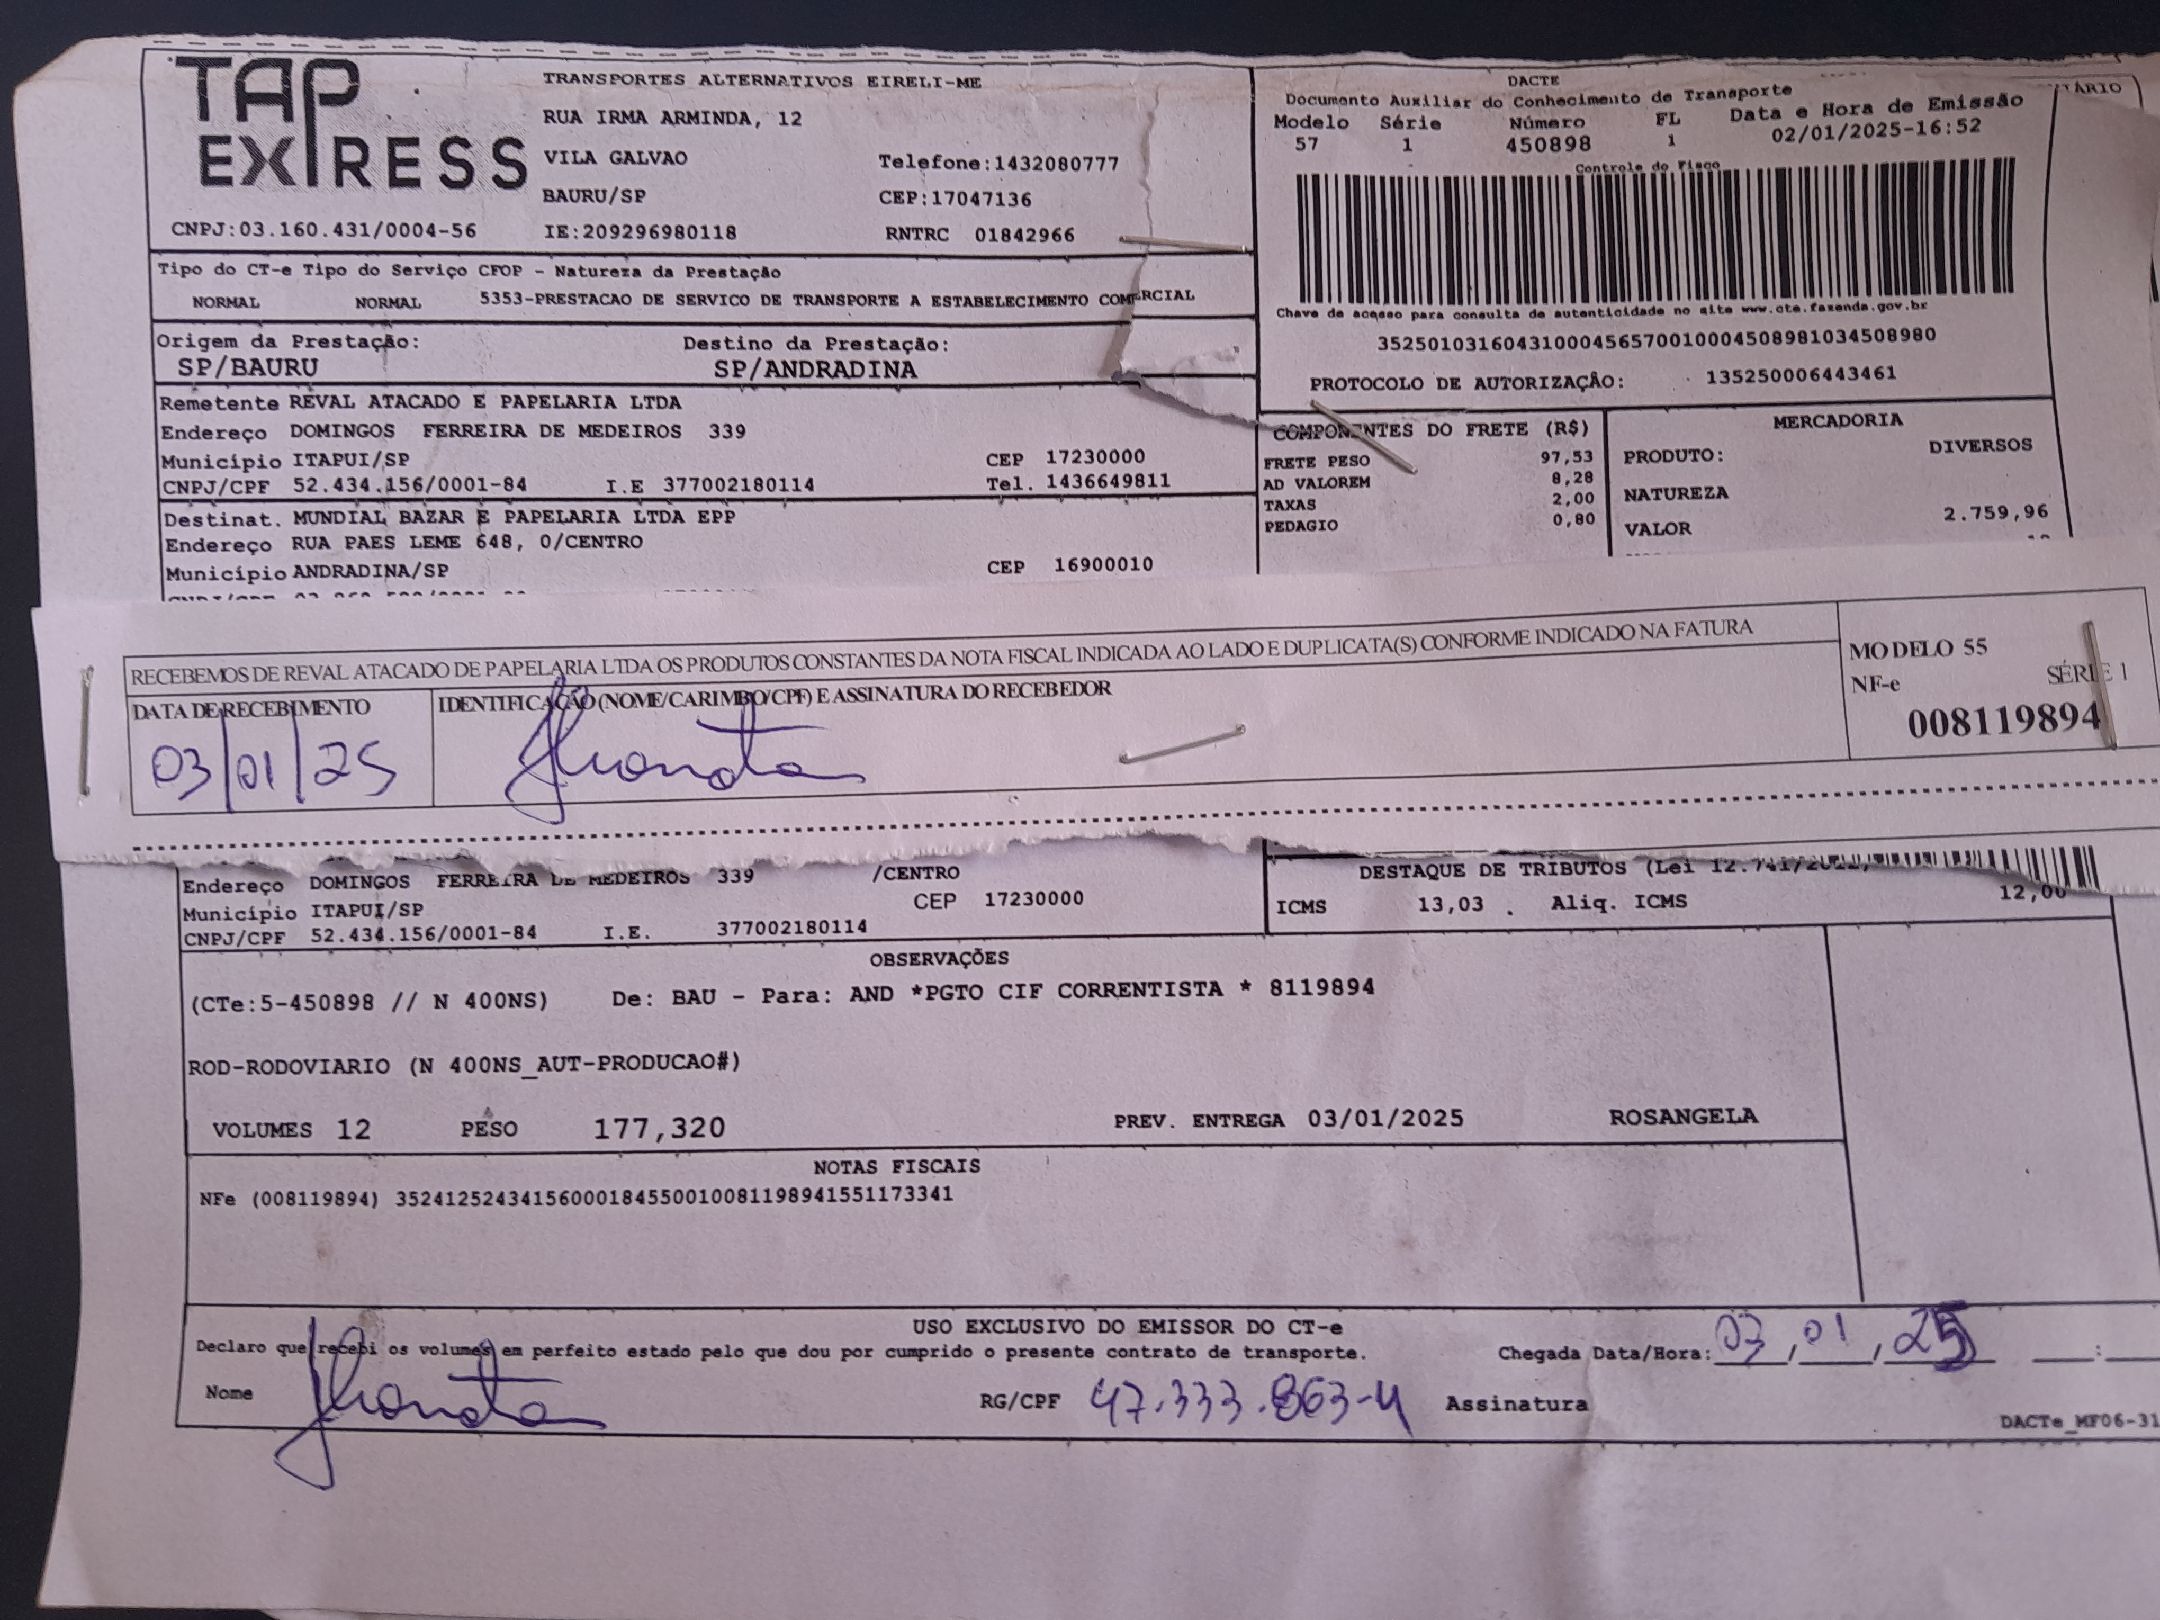 TAP EXPRESS
TRANSPORTES ALTERNATIVOS EIRELI-ME
RUA IRMA ARMINDA, 12
VILA GALVAO Telefone:1432080777
BAURU/SP CEP:17047136
CNPJ:03.160.431/0004-56 IE:209296980118 RNTRC 01842966
DACTE
Documento Auxiliar do Conhecimento de Transporte
Modelo Série Número FL Data e Hora de Emissão
57 1 450898 1 02/01/2025-16:52
Controle do Fisco
Chave de acesso para consulta de autenticidade no site www.cte.fazenda.gov.br
35250103160431000456570010004508981034508980
PROTOCOLO DE AUTORIZAÇÃO: 135250006443461
Tipo do CT-e Tipo do Serviço CFOP - Natureza da Prestação
NORMAL NORMAL 5353-PRESTACAO DE SERVICO DE TRANSPORTE A ESTABELECIMENTO COMERCIAL
Origem da Prestação: Destino da Prestação:
SP/BAURU SP/ANDRADINA
Remetente REVAL ATACADO E PAPELARIA LTDA
Endereço DOMINGOS FERREIRA DE MEDEIROS 339
Município ITAPUI/SP CEP 17230000
CNPJ/CPF 52.434.156/0001-84 I.E 377002180114 Tel. 1436649811
Destinat. MUNDIAL BAZAR E PAPELARIA LTDA EPP
Endereço RUA PAES LEME 648, 0/CENTRO
Município ANDRADINA/SP CEP 16900010
COMPONENTES DO FRETE (R$)
FRETE PESO 97,53
AD VALOREM 8,28
TAXAS 2,00
PEDAGIO 0,80
MERCADORIA
PRODUTO: DIVERSOS
NATUREZA
VALOR 2.759,96
RECEBEMOS DE REVAL ATACADO DE PAPELARIA LTDA OS PRODUTOS CONSTANTES DA NOTA FISCAL INDICADA AO LADO E DUPLICATA(S) CONFORME INDICADO NA FATURA
DATA DE RECEBIMENTO IDENTIFICAÇÃO (NOME/CARIMBO/CPF) E ASSINATURA DO RECEBEDOR
03/01/25 Jhonata
MODELO 55
NF-e SÉRIE 1
008119894
Endereço DOMINGOS FERREIRA DE MEDEIROS 339 /CENTRO
Município ITAPUI/SP CEP 17230000
CNPJ/CPF 52.434.156/0001-84 I.E. 377002180114
DESTAQUE DE TRIBUTOS (Lei 12.741/2012,
ICMS 13,03 . Aliq. ICMS 12,00
OBSERVAÇÕES
(CTe:5-450898 // N 400NS) De: BAU - Para: AND *PGTO CIF CORRENTISTA * 8119894
ROD-RODOVIARIO (N 400NS_AUT-PRODUCAO#)
VOLUMES 12 PESO 177,320 PREV. ENTREGA 03/01/2025 ROSANGELA
NOTAS FISCAIS
NFe (008119894) 35241252434156000184550010081198941551173341
USO EXCLUSIVO DO EMISSOR DO CT-e
Declaro que recebi os volumes em perfeito estado pelo que dou por cumprido o presente contrato de transporte. Chegada Data/Hora: 03,01,25 :
Nome Jhonata RG/CPF 47.333.863-4 Assinatura
DACTe_MF06-31